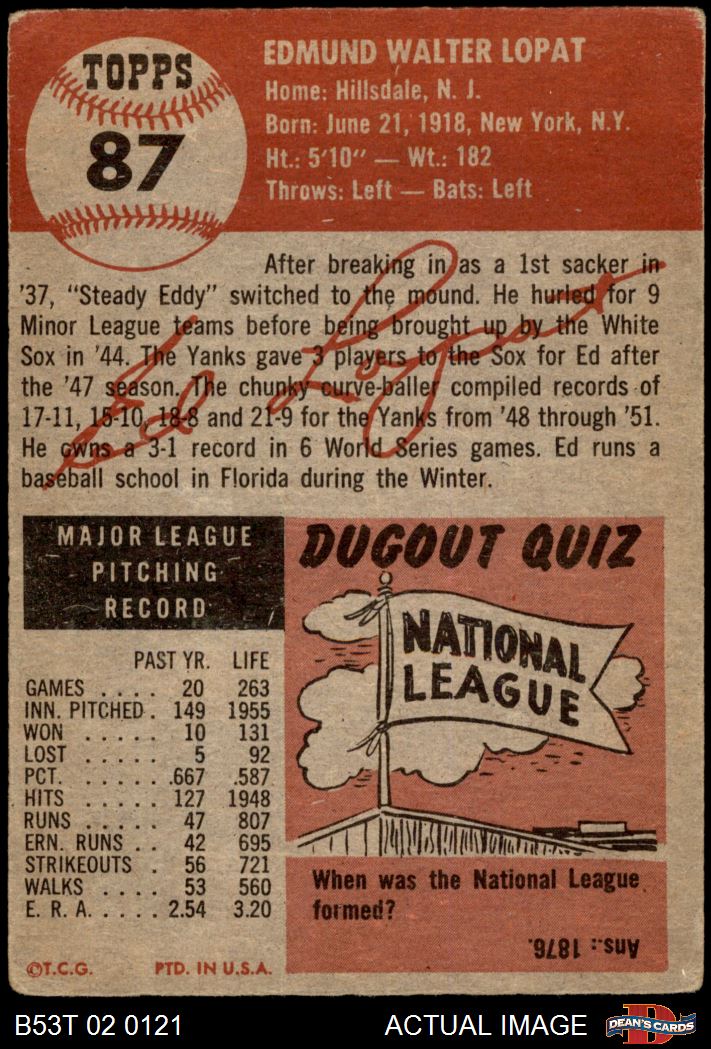 TOPPS
87
EDMUND WALTER LOPAT
Home: Hillsdale, N. J.
Born: June 21, 1918, New York, N.Y.
Ht.: 5'10" — Wt.: 182
Throws: Left — Bats: Left
After breaking in as a 1st sacker in
'37, "Steady Eddy" switched to the mound. He hurled for 9
Minor League teams before being brought up by the White
Sox in '44. The Yanks gave 3 players to the Sox for Ed after
the '47 season. The chunky curve-baller compiled records of
17-11, 15-10, 18-8 and 21-9 for the Yanks from '48 through '51.
He owns a 3-1 record in 6 World Series games. Ed runs a
baseball school in Florida during the Winter.
Ed Lopat
MAJOR LEAGUE
PITCHING
RECORD
PAST YR. LIFE
GAMES .... 20 263
INN. PITCHED . 149 1955
WON ..... 10 131
LOST ..... 5 92
PCT. ..... .667 .587
HITS ..... 127 1948
RUNS ..... 47 807
ERN. RUNS .. 42 695
STRIKEOUTS . 56 721
WALKS .... 53 560
E. R. A. .... 2.54 3.20
©T.C.G. PTD. IN U.S.A.
DUGOUT QUIZ
NATIONAL
LEAGUE
When was the National League
formed?
Ans.: 1876.
B53T 02 0121 ACTUAL IMAGE
D
DEAN'S CARDS